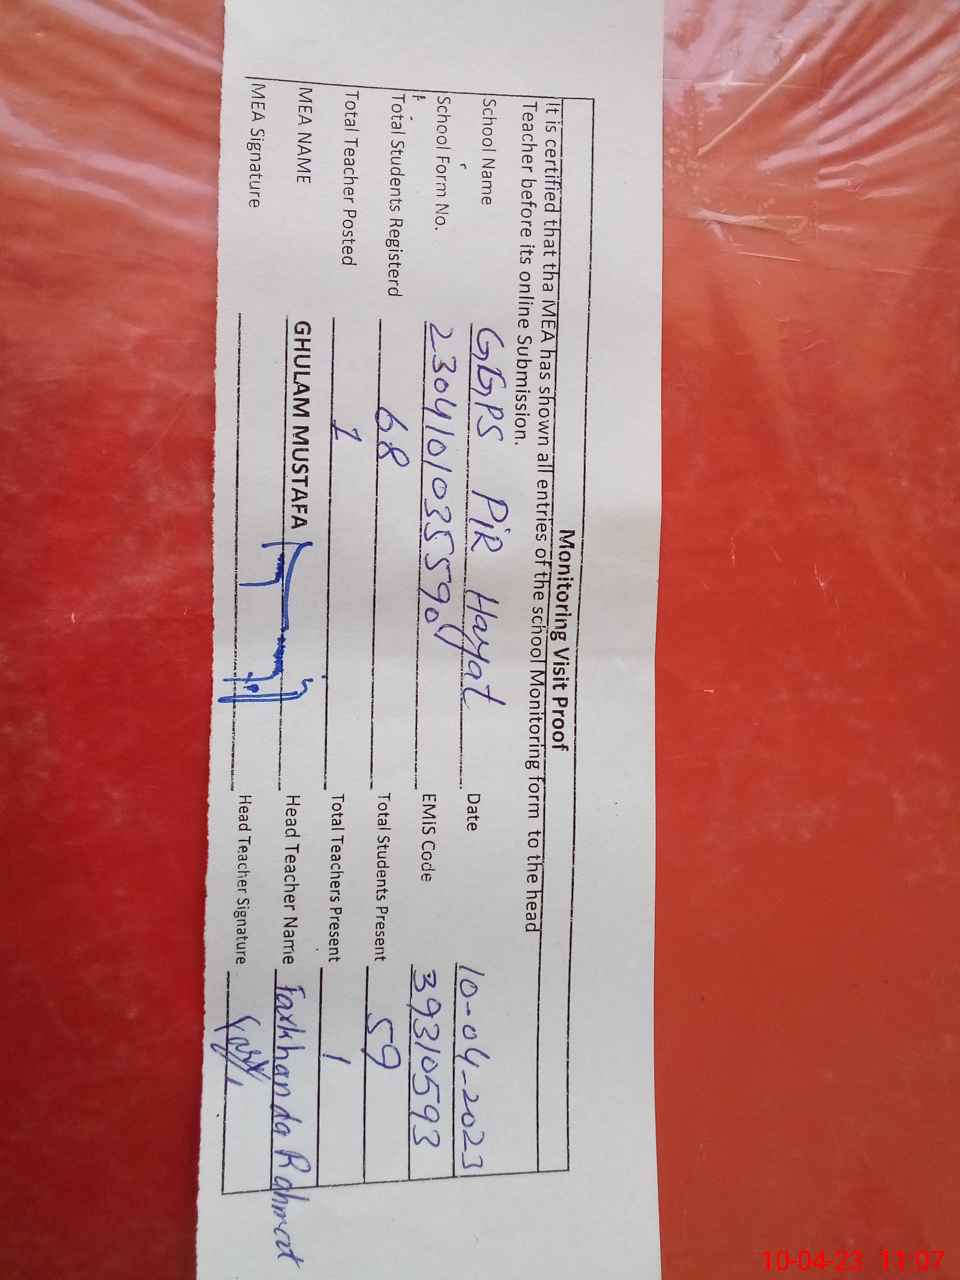 Monitoring Visit Proof
It is certified that tha MEA has shown all entries of the school Monitoring form to the head
Teacher before its online Submission.
School Name GGPS PiR Hayat Date 10-04-2023
School Form No. EMiS Code 39310593
Total Students Registerd 68 Total Students Present 59
Total Teacher Posted 1 Total Teachers Present 1
MEA NAME GHULAM MUSTAFA Head Teacher Name Farkhanda Rahmat
MEA Signature Head Teacher Signature
10-04-23 11:07